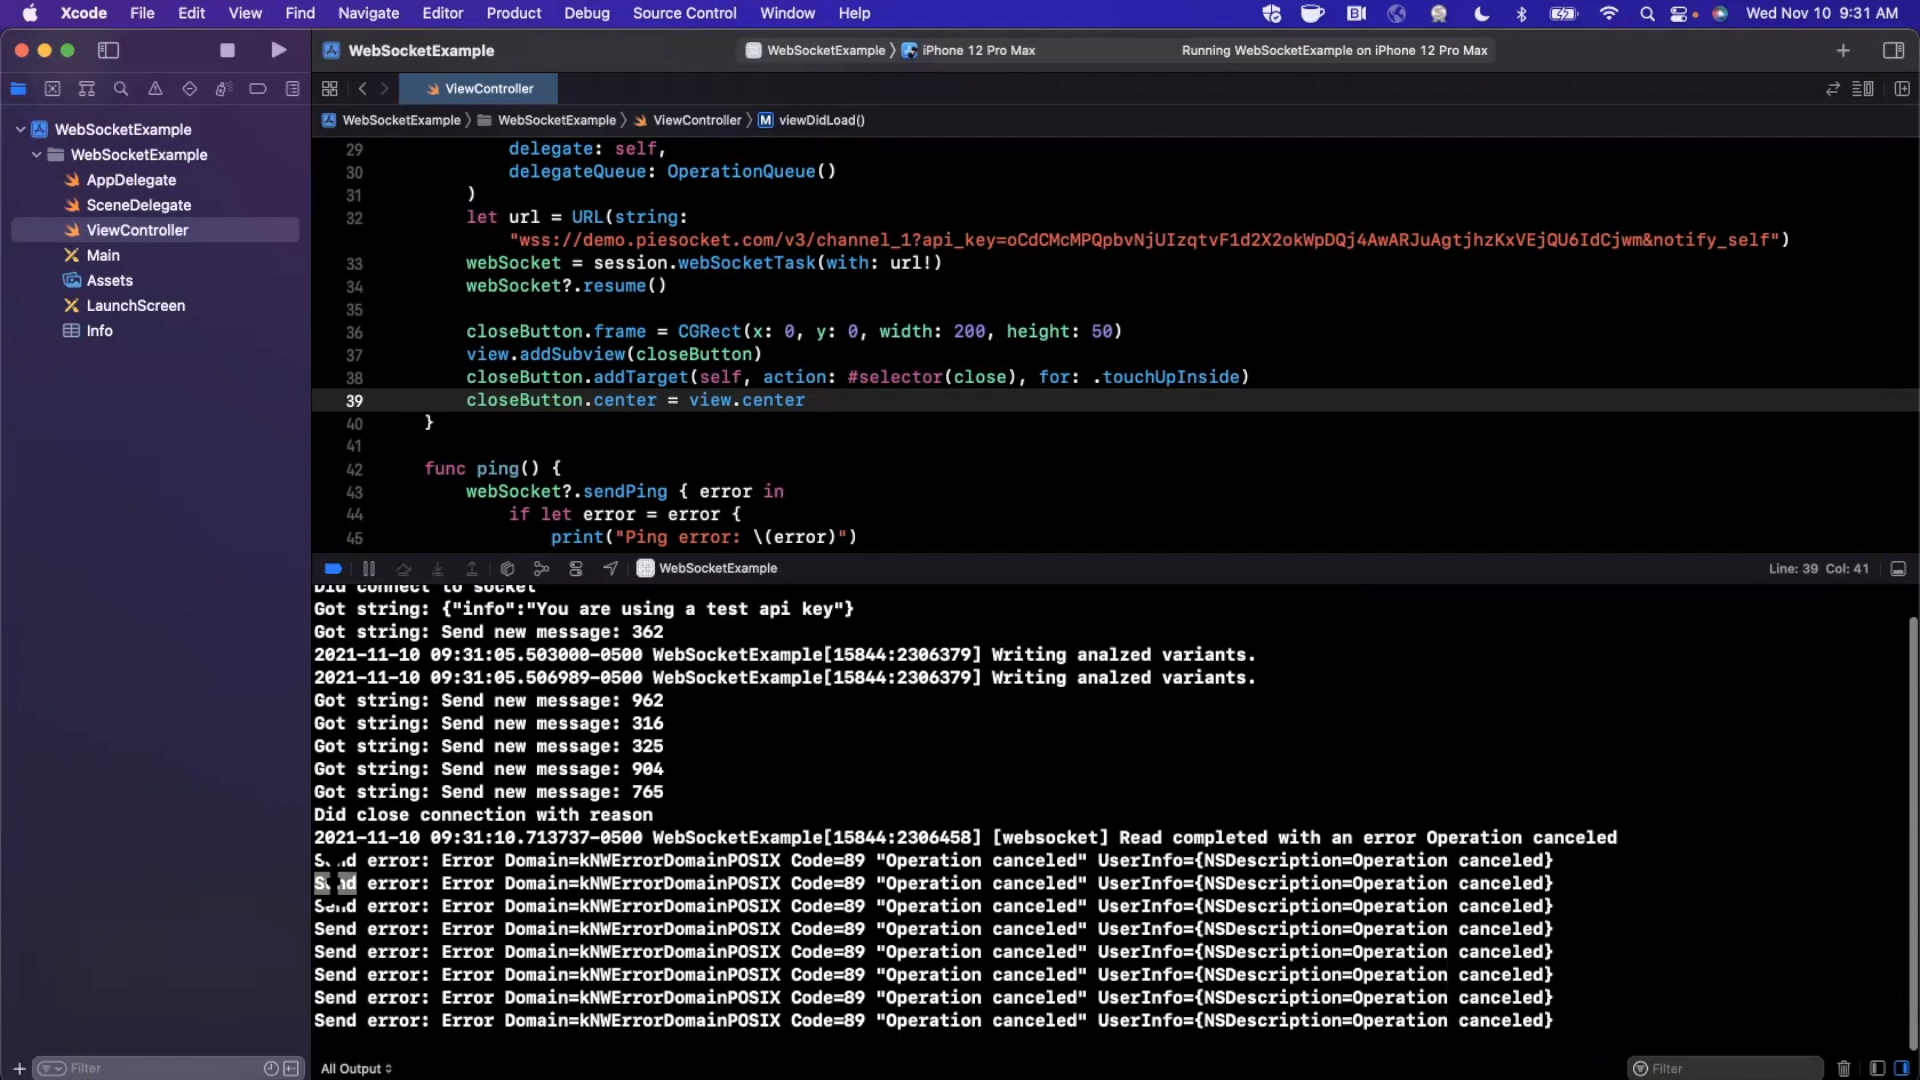 Xcode File Edit View Find Navigate Editor Product Debug Source Control Window Help Wed Nov 10 9:31 AM
WebSocketExample WebSocketExample iPhone 12 Pro Max Running WebSocketExample on iPhone 12 Pro Max
ViewController
WebSocketExample WebSocketExample ViewController M viewDidLoad()
WebSocketExample
WebSocketExample
AppDelegate
SceneDelegate
ViewController
Main
Assets
LaunchScreen
Info
29 delegate: self,
30 delegateQueue: OperationQueue()
31 )
32 let url = URL(string:
"wss://demo.piesocket.com/v3/channel_1?api_key=oCdCMcMPQpbvNjUIzqtvF1d2X2okWpDQj4AwARJuAgtjhzKxVEjQU6IdCjwm&notify_self")
33 webSocket = session.webSocketTask(with: url!)
34 webSocket?.resume()
35
36 closeButton.frame = CGRect(x: 0, y: 0, width: 200, height: 50)
37 view.addSubview(closeButton)
38 closeButton.addTarget(self, action: #selector(close), for: .touchUpInside)
39 closeButton.center = view.center
40 }
41
42 func ping() {
43 webSocket?.sendPing { error in
44 if let error = error {
45 print("Ping error: \(error)")
WebSocketExample Line: 39 Col: 41
Did connect to socket
Got string: {"info":"You are using a test api key"}
Got string: Send new message: 362
2021-11-10 09:31:05.503000-0500 WebSocketExample[15844:2306379] Writing analzed variants.
2021-11-10 09:31:05.506989-0500 WebSocketExample[15844:2306379] Writing analzed variants.
Got string: Send new message: 962
Got string: Send new message: 316
Got string: Send new message: 325
Got string: Send new message: 904
Got string: Send new message: 765
Did close connection with reason
2021-11-10 09:31:10.713737-0500 WebSocketExample[15844:2306458] [websocket] Read completed with an error Operation canceled
Send error: Error Domain=kNWErrorDomainPOSIX Code=89 "Operation canceled" UserInfo={NSDescription=Operation canceled}
Send error: Error Domain=kNWErrorDomainPOSIX Code=89 "Operation canceled" UserInfo={NSDescription=Operation canceled}
Send error: Error Domain=kNWErrorDomainPOSIX Code=89 "Operation canceled" UserInfo={NSDescription=Operation canceled}
Send error: Error Domain=kNWErrorDomainPOSIX Code=89 "Operation canceled" UserInfo={NSDescription=Operation canceled}
Send error: Error Domain=kNWErrorDomainPOSIX Code=89 "Operation canceled" UserInfo={NSDescription=Operation canceled}
Send error: Error Domain=kNWErrorDomainPOSIX Code=89 "Operation canceled" UserInfo={NSDescription=Operation canceled}
Send error: Error Domain=kNWErrorDomainPOSIX Code=89 "Operation canceled" UserInfo={NSDescription=Operation canceled}
Send error: Error Domain=kNWErrorDomainPOSIX Code=89 "Operation canceled" UserInfo={NSDescription=Operation canceled}
Filter All Output Filter